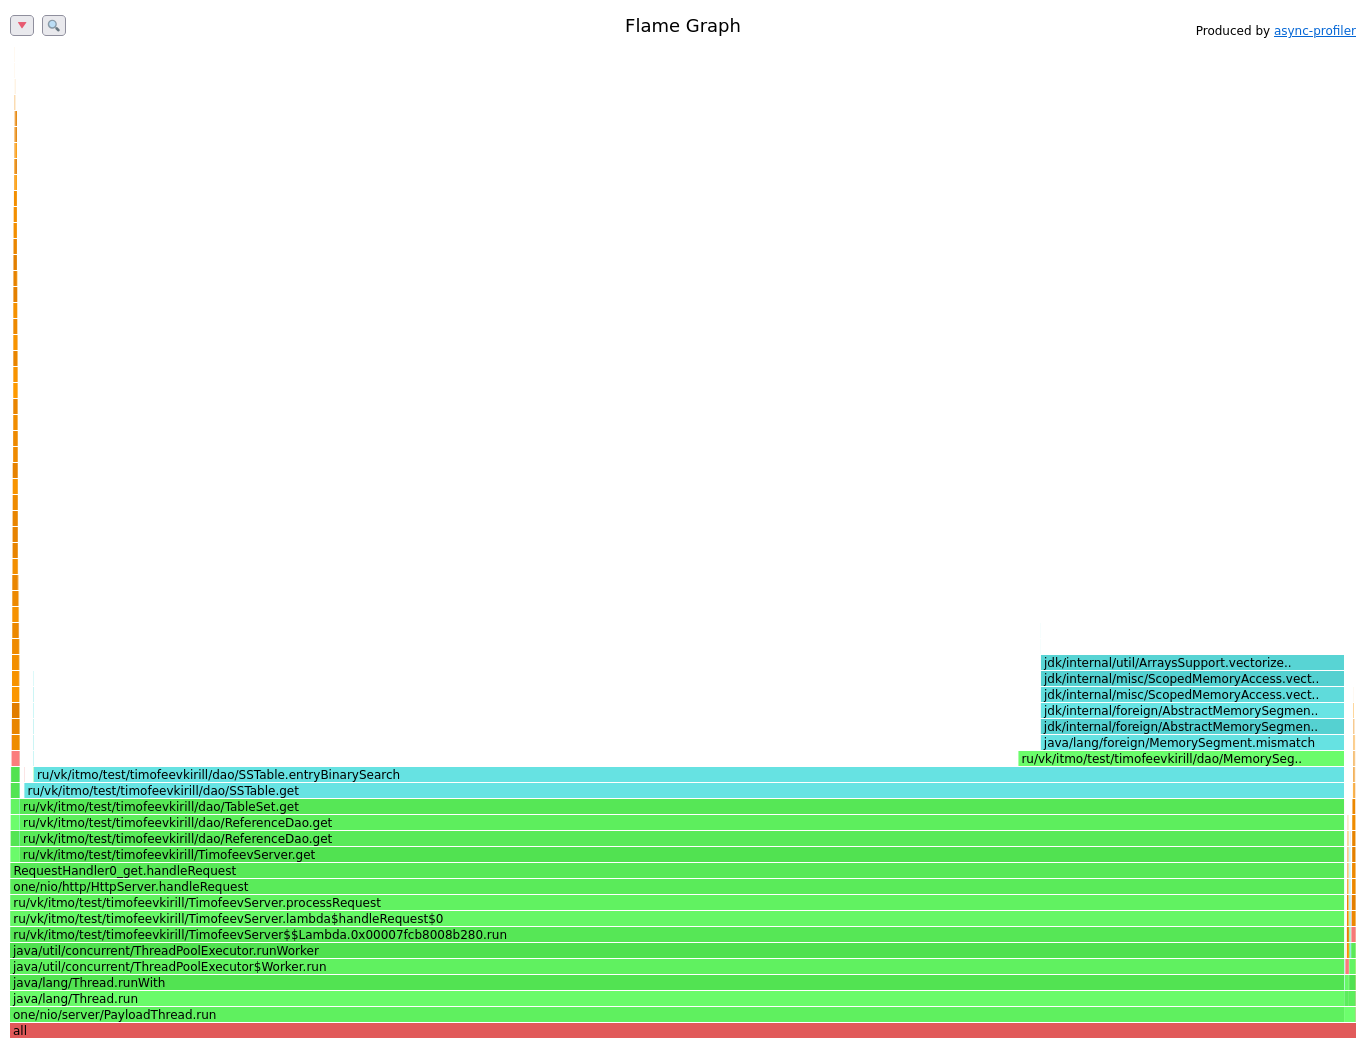 Flame Graph
Produced by async-profiler
jdk/internal/util/ArraysSupport.vectorize..
jdk/internal/misc/ScopedMemoryAccess.vect..
jdk/internal/misc/ScopedMemoryAccess.vect..
jdk/internal/foreign/AbstractMemorySegmen..
jdk/internal/foreign/AbstractMemorySegmen..
java/lang/foreign/MemorySegment.mismatch
ru/vk/itmo/test/timofeevkirill/dao/MemorySeg..
ru/vk/itmo/test/timofeevkirill/dao/SSTable.entryBinarySearch
ru/vk/itmo/test/timofeevkirill/dao/SSTable.get
ru/vk/itmo/test/timofeevkirill/dao/TableSet.get
ru/vk/itmo/test/timofeevkirill/dao/ReferenceDao.get
ru/vk/itmo/test/timofeevkirill/dao/ReferenceDao.get
ru/vk/itmo/test/timofeevkirill/TimofeevServer.get
RequestHandler0_get.handleRequest
one/nio/http/HttpServer.handleRequest
ru/vk/itmo/test/timofeevkirill/TimofeevServer.processRequest
ru/vk/itmo/test/timofeevkirill/TimofeevServer.lambda$handleRequest$0
ru/vk/itmo/test/timofeevkirill/TimofeevServer$$Lambda.0x00007fcb8008b280.run
java/util/concurrent/ThreadPoolExecutor.runWorker
java/util/concurrent/ThreadPoolExecutor$Worker.run
java/lang/Thread.runWith
java/lang/Thread.run
one/nio/server/PayloadThread.run
all